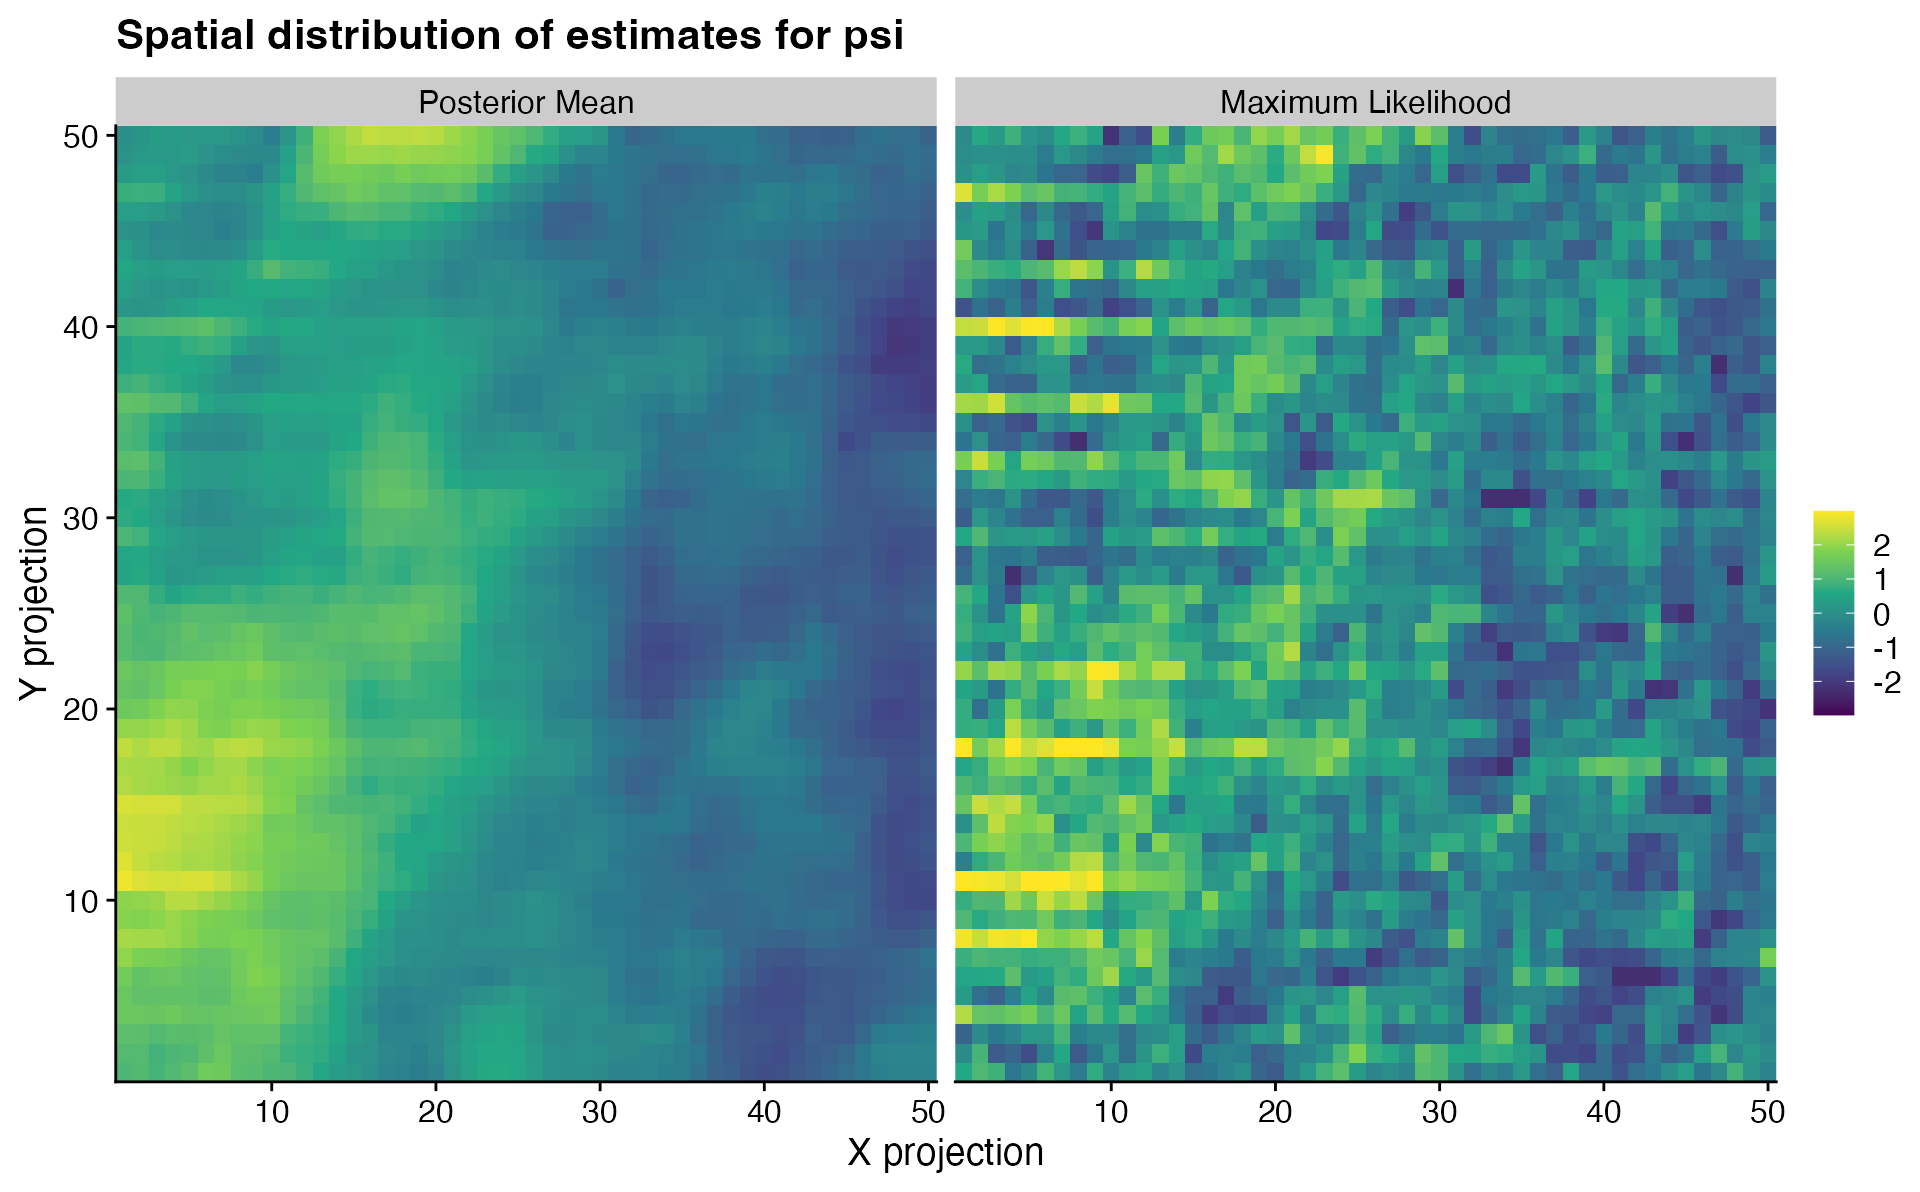 Spatial distribution of estimates for psi
Posterior Mean
Maximum Likelihood
Y projection
50
40
30
20
10
10 20 30 40 50
10 20 30 40 50
X projection
2
1
0
-1
-2